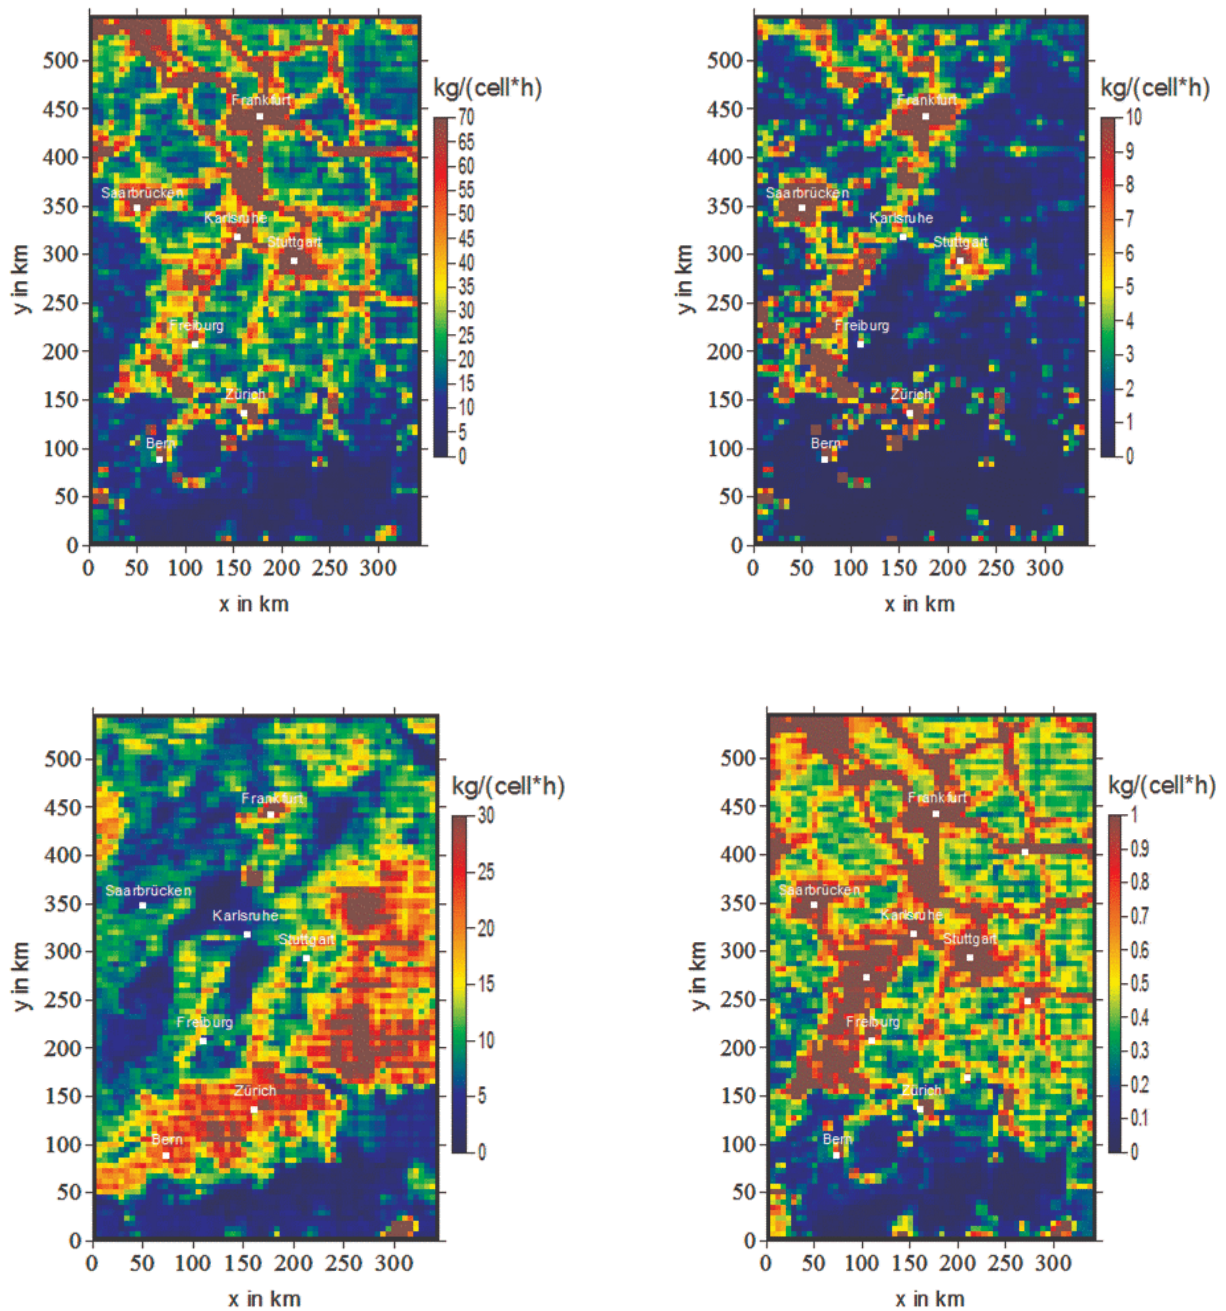 kg/(cell*h)
500
450
400
350
300
250
200
150
100
50
0
y in km
Frankfurt
Saarbrücken
Karlsruhe
Stuttgart
Freiburg
Zürich
Bern
70
65
60
55
50
45
40
35
30
25
20
15
10
5
0
0 50 100 150 200 250 300
x in km
kg/(cell*h)
500
450
400
350
300
250
200
150
100
50
0
y in km
Frankfurt
Saarbrücken
Karlsruhe
Stuttgart
Freiburg
Zürich
Bern
10
9
8
7
6
5
4
3
2
1
0
0 50 100 150 200 250 300
x in km
kg/(cell*h)
500
450
400
350
300
250
200
150
100
50
0
y in km
Frankfurt
Saarbrücken
Karlsruhe
Stuttgart
Freiburg
Zürich
Bern
30
25
20
15
10
5
0
0 50 100 150 200 250 300
x in km
kg/(cell*h)
500
450
400
350
300
250
200
150
100
50
0
y in km
Frankfurt
Saarbrücken
Karlsruhe
Stuttgart
Freiburg
Zürich
Bern
1
0.9
0.8
0.7
0.6
0.5
0.4
0.3
0.2
0.1
0
0 50 100 150 200 250 300
x in km